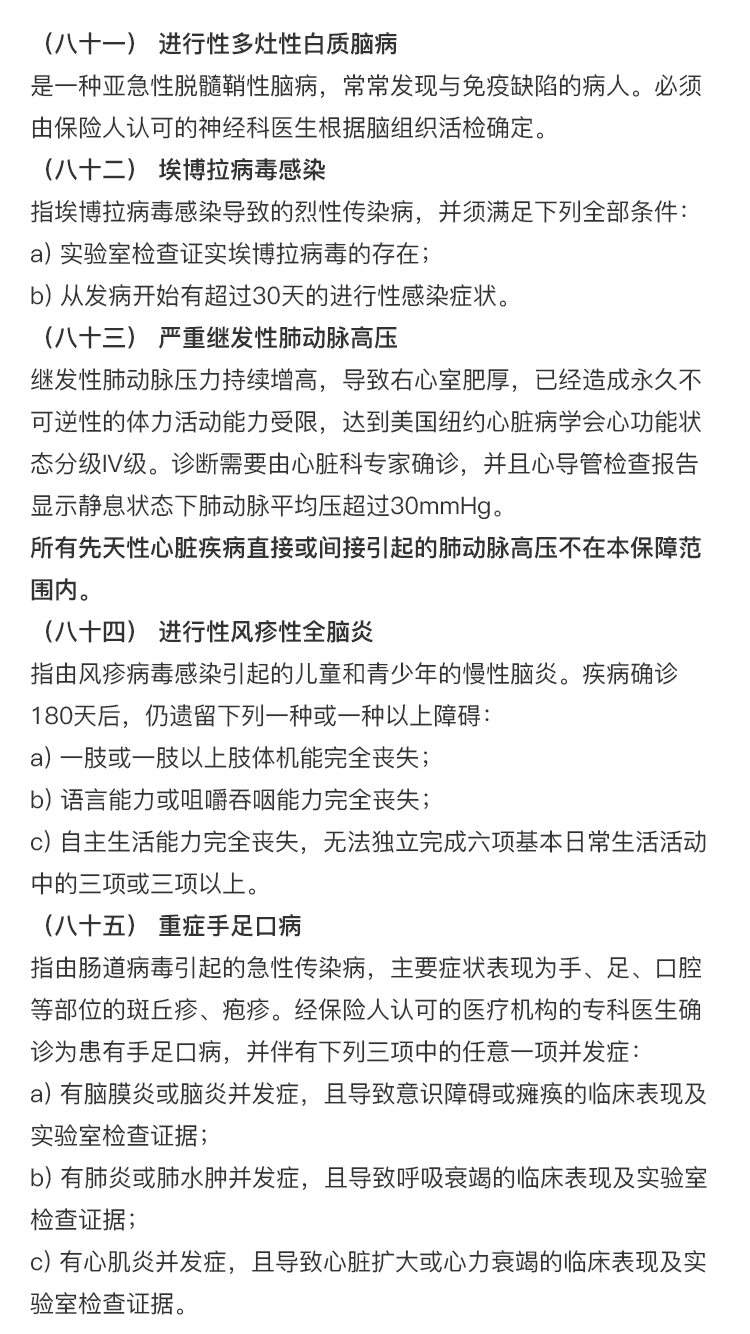 （八十一） 进行性多灶性白质脑病
是一种亚急性脱髓鞘性脑病，常常发现与免疫缺陷的病人。必须
由保险人认可的神经科医生根据脑组织活检确定。
（八十二） 埃博拉病毒感染
指埃博拉病毒感染导致的烈性传染病，并须满足下列全部条件：
a) 实验室检查证实埃博拉病毒的存在；
b) 从发病开始有超过30天的进行性感染症状。
（八十三） 严重继发性肺动脉高压
继发性肺动脉压力持续增高，导致右心室肥厚，已经造成永久不
可逆性的体力活动能力受限，达到美国纽约心脏病学会心功能状
态分级IV级。诊断需要由心脏科专家确诊，并且心导管检查报告
显示静息状态下肺动脉平均压超过30mmHg。
所有先天性心脏疾病直接或间接引起的肺动脉高压不在本保障范
围内。
（八十四） 进行性风疹性全脑炎
指由风疹病毒感染引起的儿童和青少年的慢性脑炎。疾病确诊
180天后，仍遗留下列一种或一种以上障碍：
a) 一肢或一肢以上肢体机能完全丧失；
b) 语言能力或咀嚼吞咽能力完全丧失；
c) 自主生活能力完全丧失，无法独立完成六项基本日常生活活动
中的三项或三项以上。
（八十五） 重症手足口病
指由肠道病毒引起的急性传染病，主要症状表现为手、足、口腔
等部位的斑丘疹、疱疹。经保险人认可的医疗机构的专科医生确
诊为患有手足口病，并伴有下列三项中的任意一项并发症：
a) 有脑膜炎或脑炎并发症，且导致意识障碍或瘫痪的临床表现及
实验室检查证据；
b) 有肺炎或肺水肿并发症，且导致呼吸衰竭的临床表现及实验室
检查证据；
c) 有心肌炎并发症，且导致心脏扩大或心力衰竭的临床表现及实
验室检查证据。